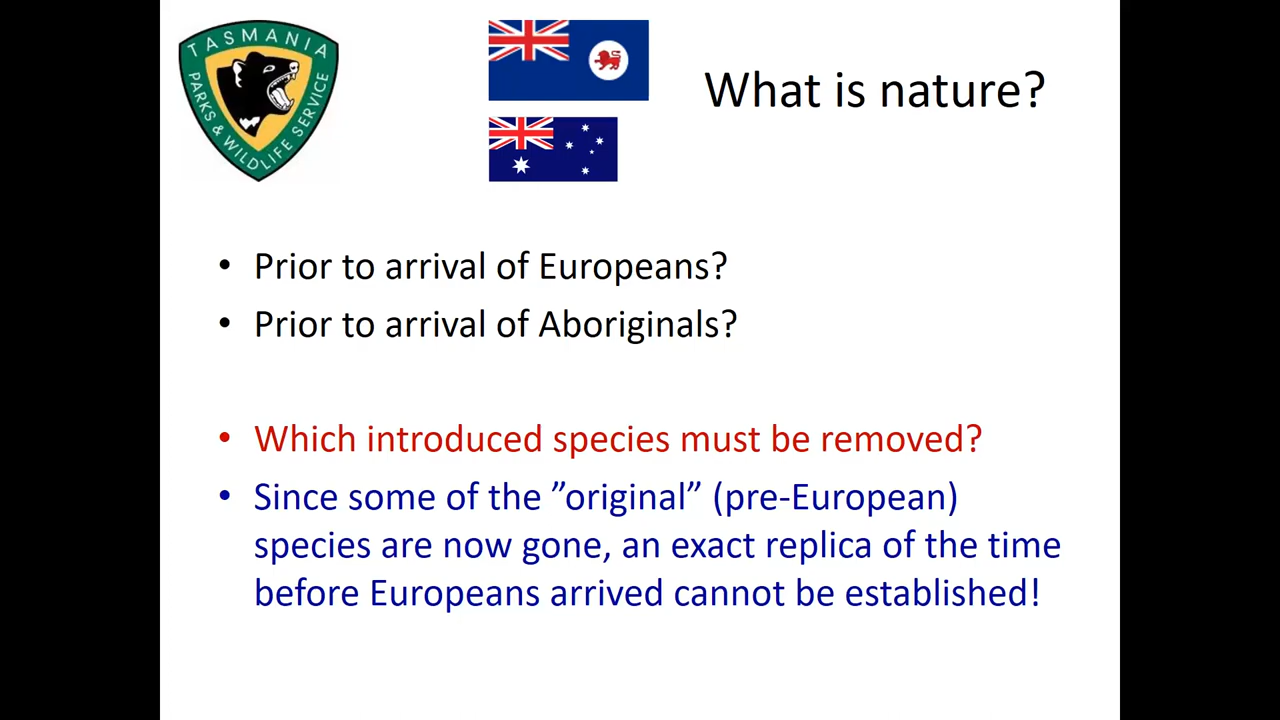 TASMANIA
PARKS & WILDLIFE SERVICE
What is nature?
• Prior to arrival of Europeans?
• Prior to arrival of Aboriginals?
• Which introduced species must be removed?
• Since some of the ”original” (pre-European)
species are now gone, an exact replica of the time
before Europeans arrived cannot be established!